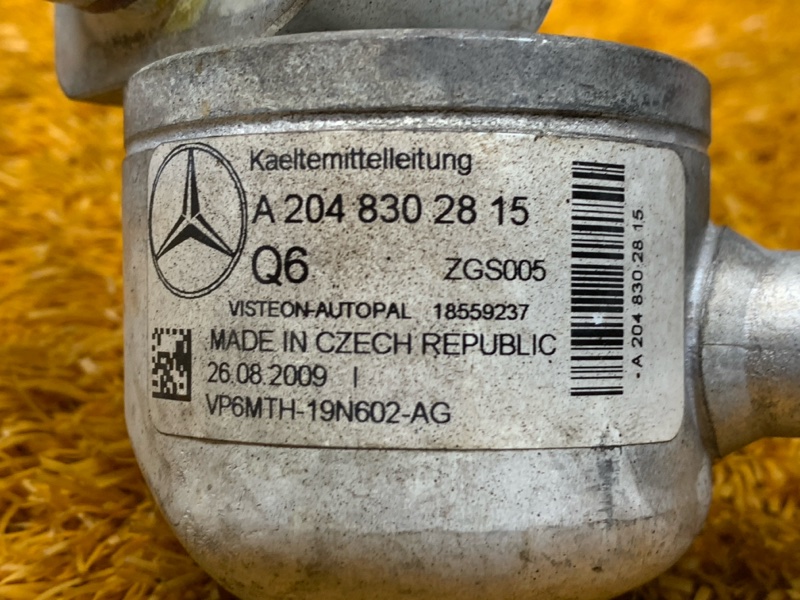 Kaeltemittelleitung
A 204 830 28 15
Q6 ZGS005
VISTEON-AUTOPAL 18559237
MADE IN CZECH REPUBLIC
26.08.2009 I
VP6MTH-19N602-AG
- A 204 830 28 15 -